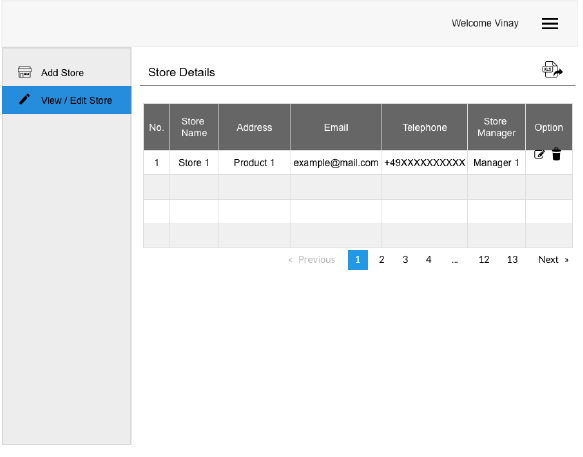 Welcome Vinay
Add Store
View / Edit Store
Store Details
XLS
No. Store Name Address Email Telephone Store Manager Option
1 Store 1 Product 1 example@mail.com +49XXXXXXXXXX Manager 1
« Previous 1 2 3 4 ... 12 13 Next »